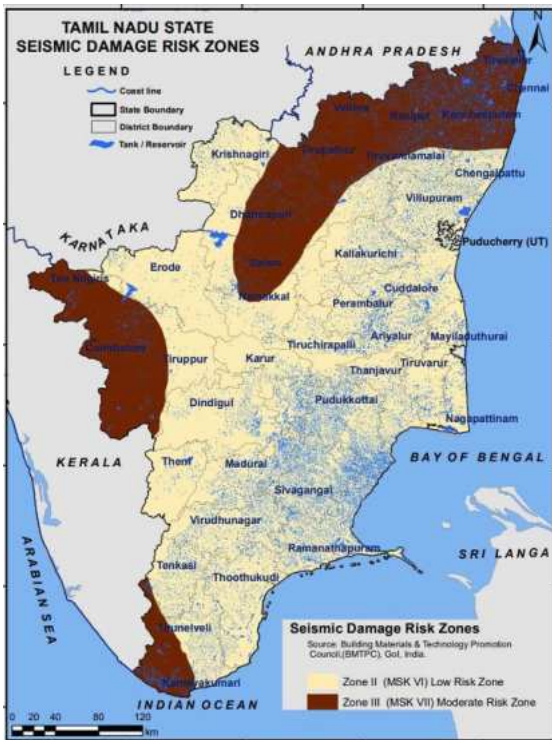 TAMIL NADU STATE
SEISMIC DAMAGE RISK ZONES
N
LEGEND
Coast line
State Boundary
District Boundary
Tank / Reservoir
ANDHRA PRADESH
Chennai
Vellore
Ranipet
Kancheepuram
Krishnagiri
Tirupathur
Tiruvannamalai
Chengalpattu
Dharmapuri
Villupuram
KARNATAKA
Puducherry (UT)
Salem
Kallakurichi
Erode
The Nilgiris
Namakkal
Cuddalore
Perambalur
Coimbatore
Ariyalur
Mayiladuthurai
Tiruppur
Karur
Tiruchirapalli
Thanjavur
Tiruvarur
Dindigul
Pudukkottai
Nagapattinam
KERALA
Theni
Madurai
BAY OF BENGAL
Sivagangai
Virudhunagar
ARABIAN SEA
Ramanathapuram
SRI LANGA
Tenkasi
Thoothukudi
Tirunelveli
Kanniyakumari
INDIAN OCEAN
Seismic Damage Risk Zones
Source: Building Materials & Technology Promotion
Council,(BMTPC), GoI, India.
Zone II (MSK VI) Low Risk Zone
Zone III (MSK VII) Moderate Risk Zone
0 20 40 80 120
km